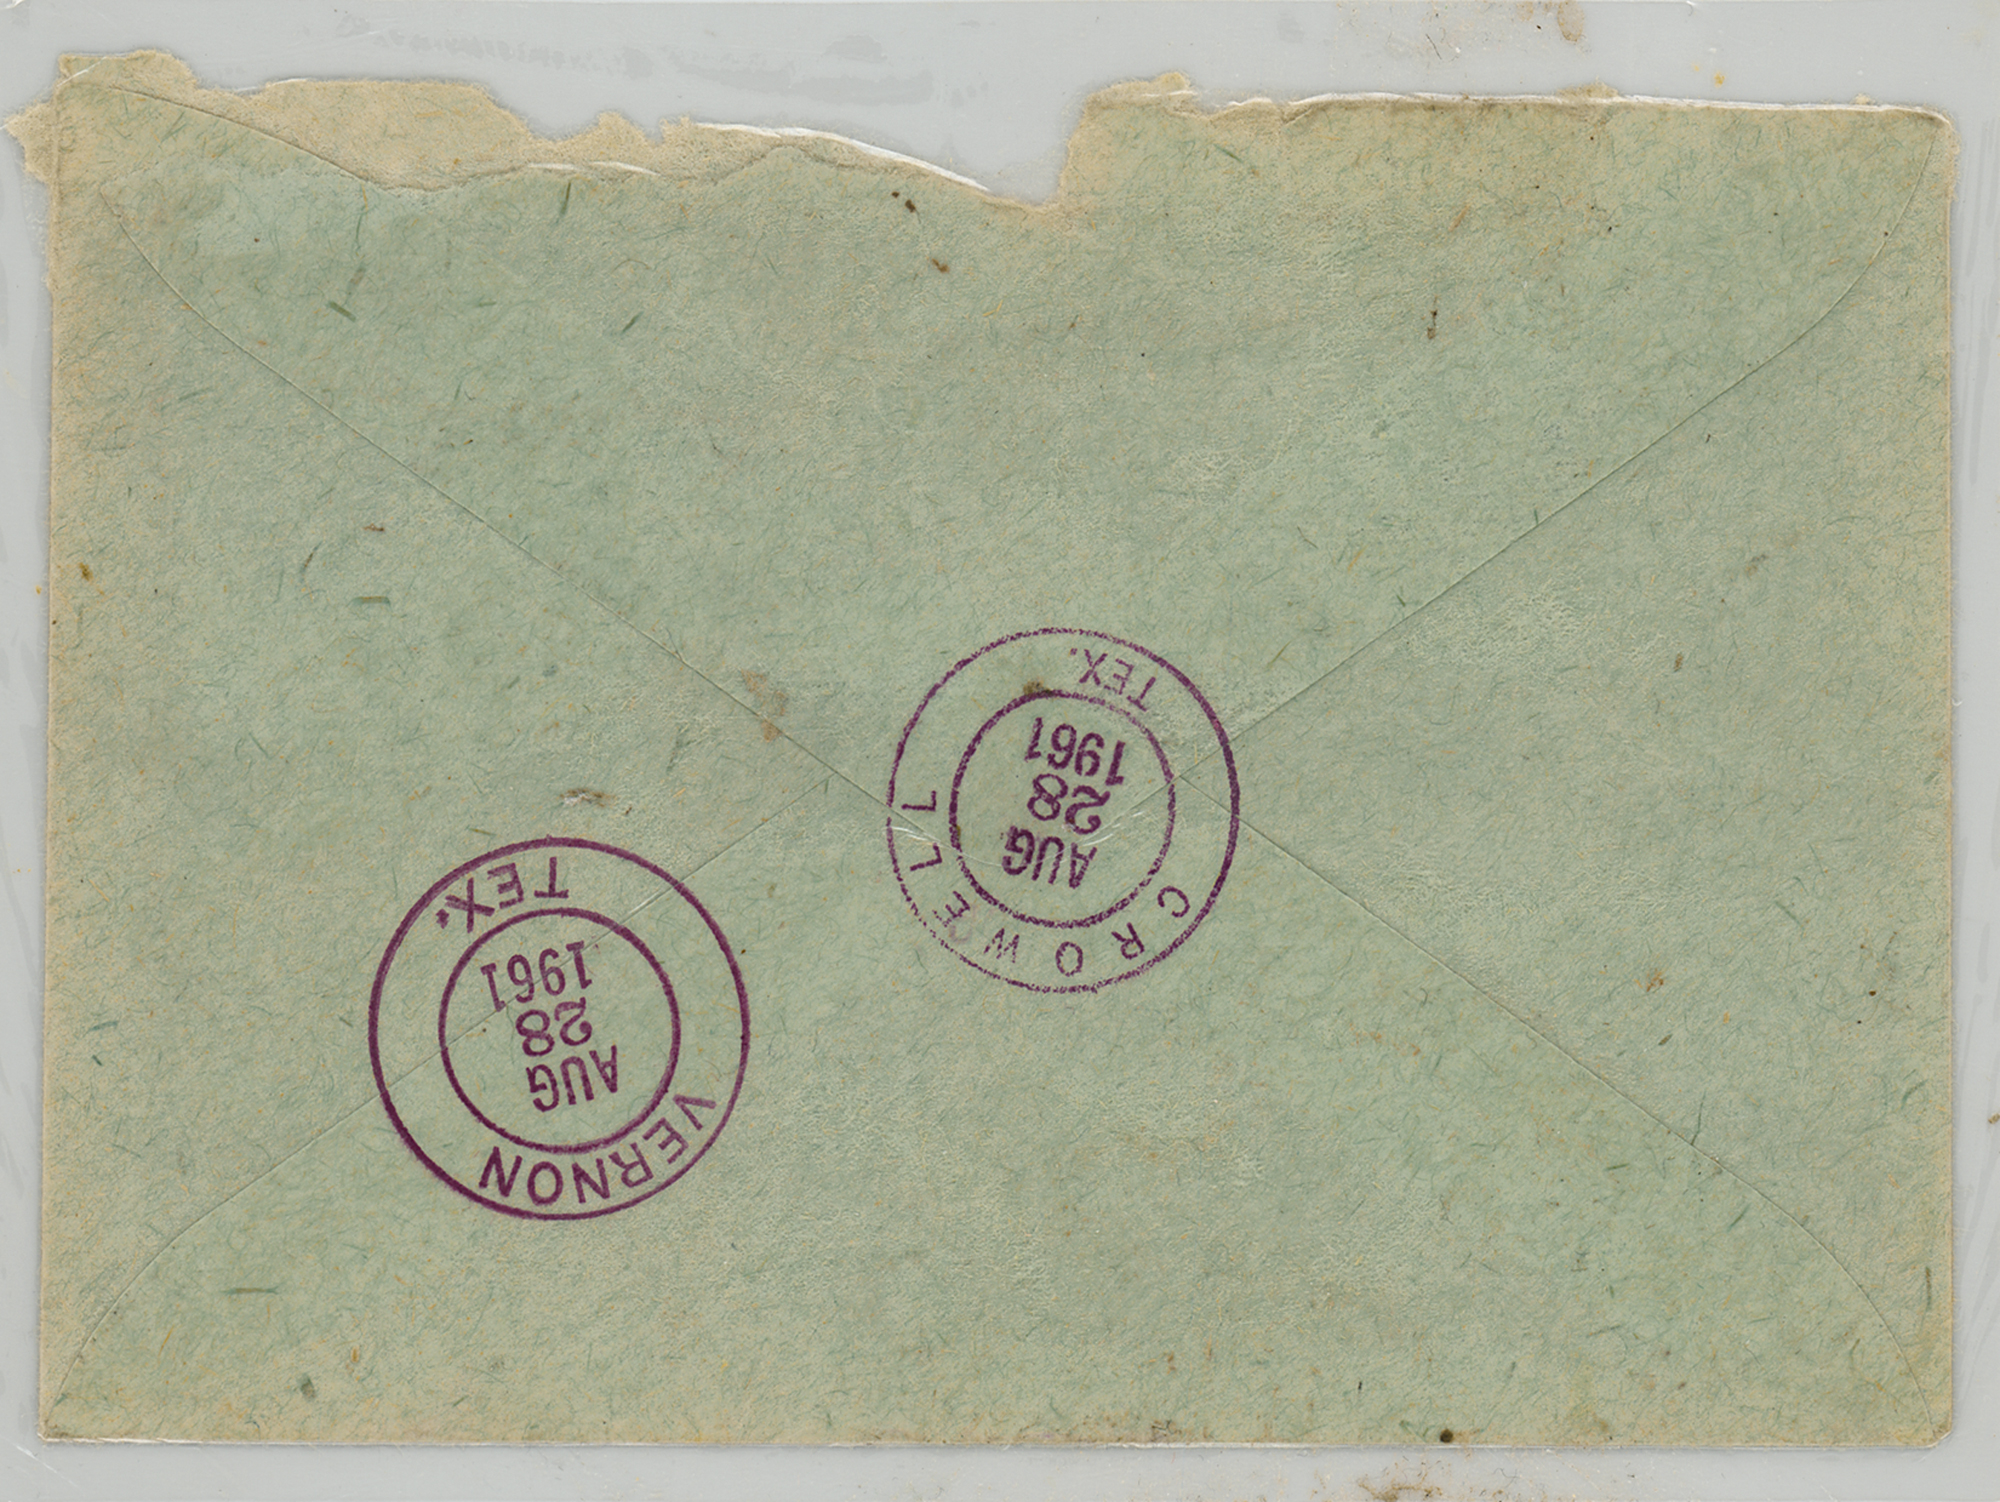 VERNON
AUG
28
1961
TEX.
CROWELL
AUG
28
1961
TEX.